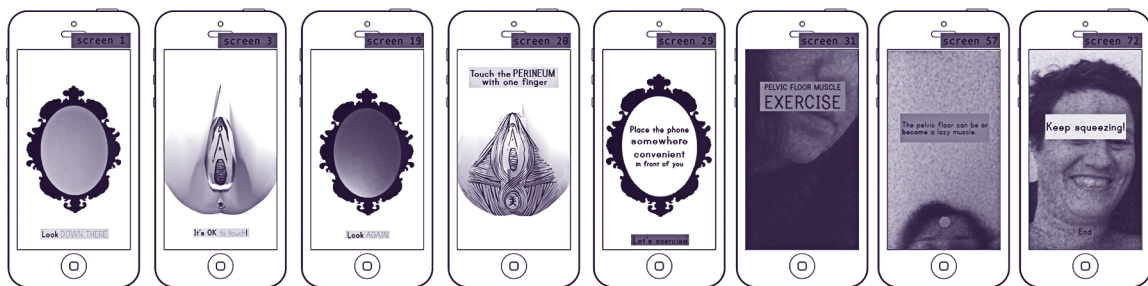 screen 1
Look DOWN THERE
screen 3
It's OK to touch!
screen 19
Look AGAIN
screen 20
Touch the PERINEUM
with one finger
screen 29
Place the phone
somewhere
convenient
in front of you
Let's exercise
screen 31
PELVIC FLOOR MUSCLE
EXERCISE
screen 57
The pelvic floor can be or
become a lazy muscle.
screen 72
Keep squeezing!
End